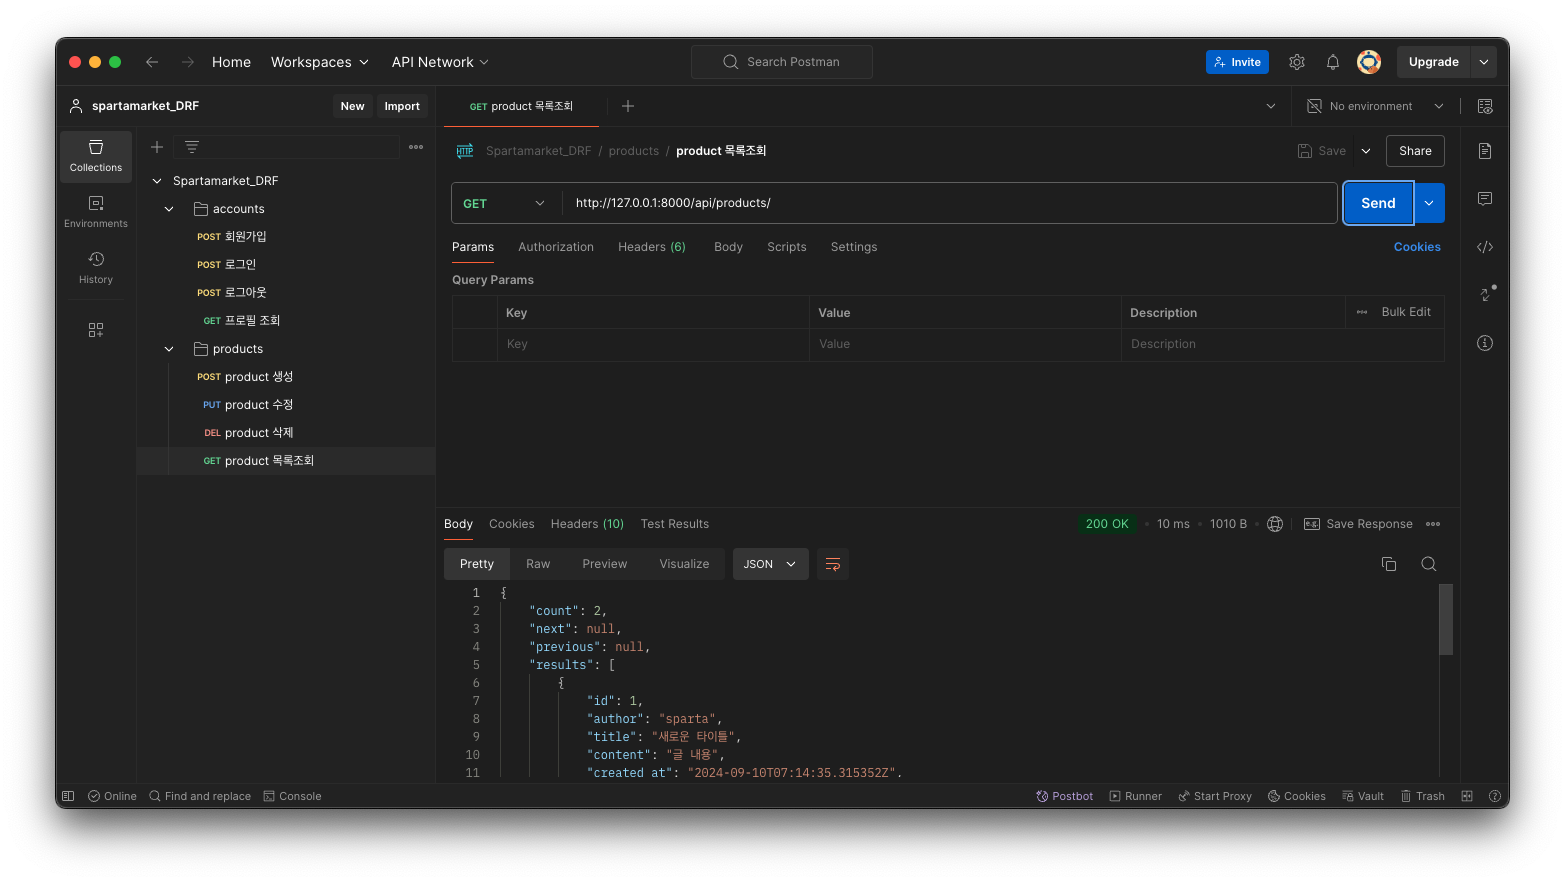 Home Workspaces API Network Search Postman Invite Upgrade
spartamarket_DRF New Import GET product 목록조회 No environment
Collections
Environments
History
Spartamarket_DRF
accounts
POST 회원가입
POST 로그인
POST 로그아웃
GET 프로필 조회
products
POST product 생성
PUT product 수정
DEL product 삭제
GET product 목록조회
HTTP Spartamarket_DRF / products / product 목록조회 Save Share
GET http://127.0.0.1:8000/api/products/ Send
Params Authorization Headers (6) Body Scripts Settings Cookies
Query Params
Key Value Description Bulk Edit
Key Value Description
Body Cookies Headers (10) Test Results 200 OK 10 ms 1010 B e.g. Save Response
Pretty Raw Preview Visualize JSON
1 {
2 "count": 2,
3 "next": null,
4 "previous": null,
5 "results": [
6 {
7 "id": 1,
8 "author": "sparta",
9 "title": "새로운 타이틀",
10 "content": "글 내용",
11 "created_at": "2024-09-10T07:14:35.315352Z",
Online Find and replace Console Postbot Runner Start Proxy Cookies Vault Trash